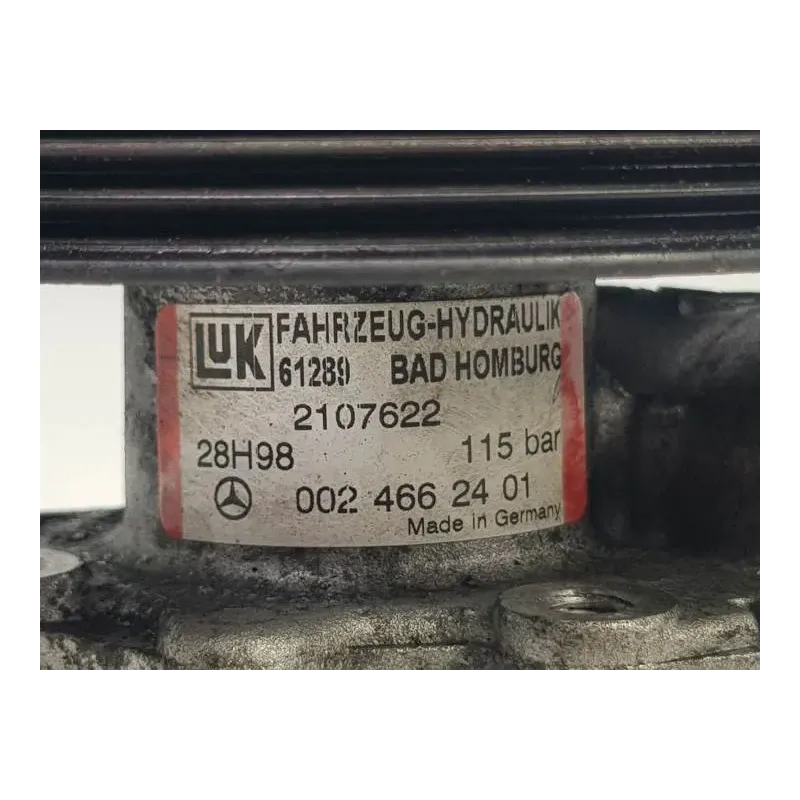 LUK FAHRZEUG-HYDRAULIK
61289 BAD HOMBURG
2107622
28H98 115 bar
002 466 24 01
Made in Germany